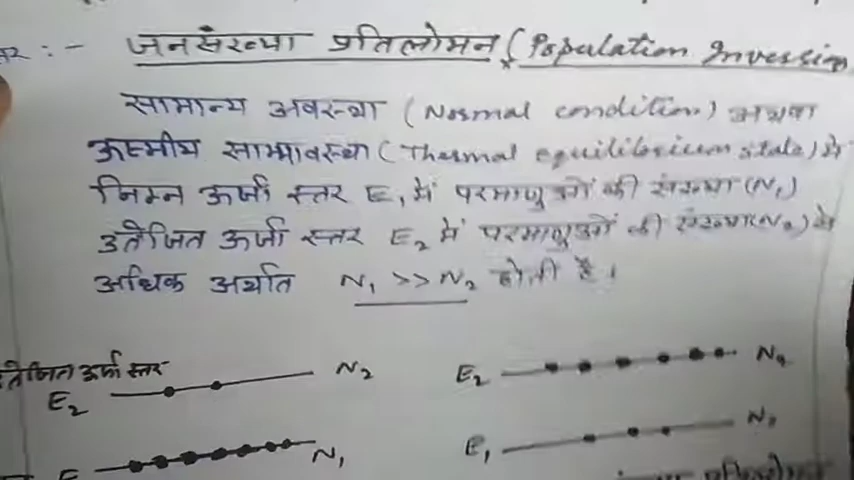 :- जनसंख्या प्रतिलोमन (Population Inversion
सामान्य अवस्था (Normal condition) अथवा
ऊष्मीय साम्यावस्था (Thermal equilibrium state) में
निम्न ऊर्जा स्तर E₁ में परमाणुओं की संख्या (N₁)
उत्तेजित ऊर्जा स्तर E₂ में परमाणुओं की संख्या (N₂) से
अधिक अर्थात N₁ >> N₂ होती है।
ऊर्जा स्तर
E₂ N₂
E₂ N₂
N₁
E₁ N₁